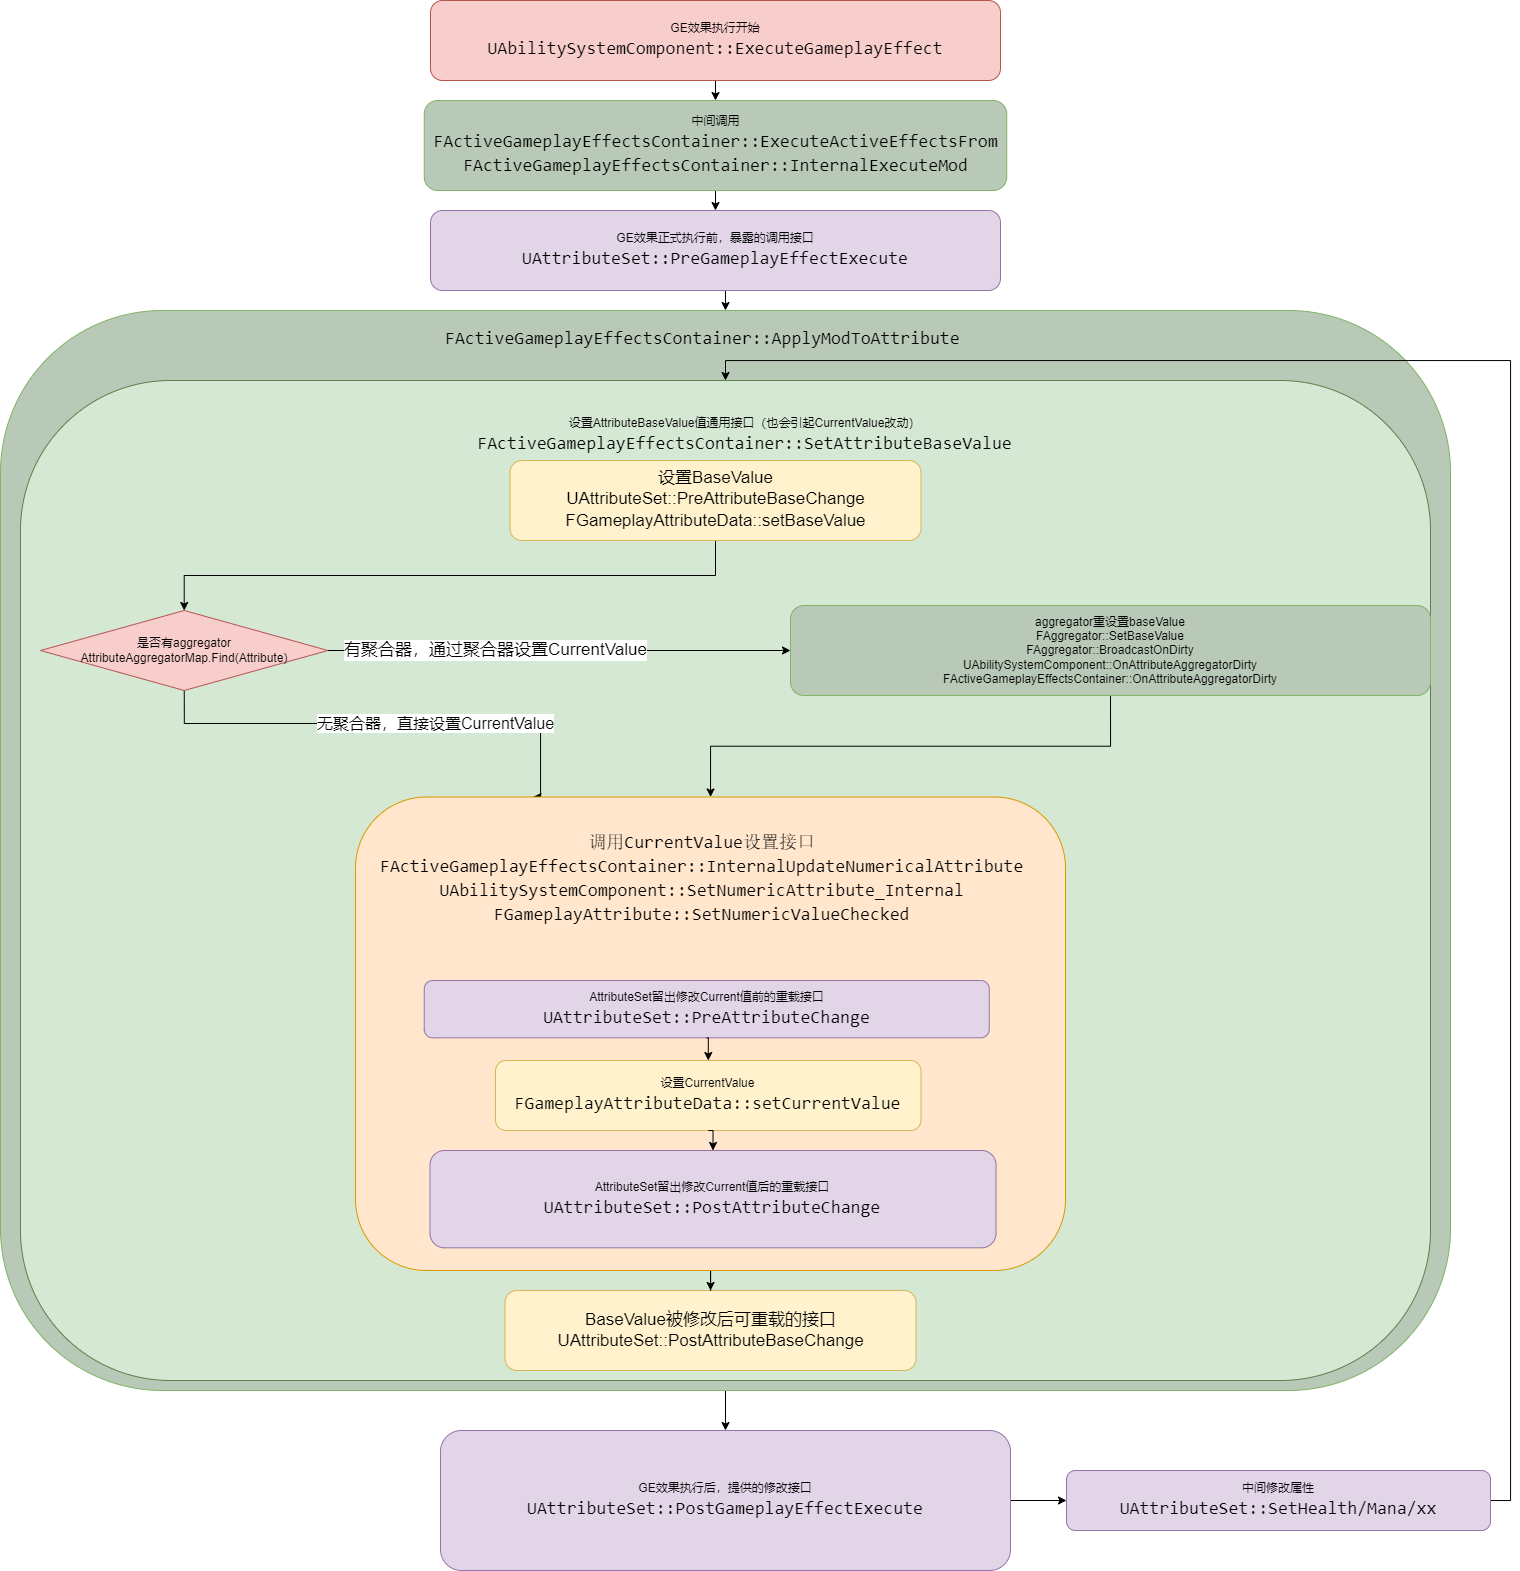 GE效果执行开始
UAbilitySystemComponent::ExecuteGameplayEffect
中间调用
FActiveGameplayEffectsContainer::ExecuteActiveEffectsFrom
FActiveGameplayEffectsContainer::InternalExecuteMod
GE效果正式执行前，暴露的调用接口
UAttributeSet::PreGameplayEffectExecute
FActiveGameplayEffectsContainer::ApplyModToAttribute
设置AttributeBaseValue值通用接口（也会引起CurrentValue改动）
FActiveGameplayEffectsContainer::SetAttributeBaseValue
设置BaseValue
UAttributeSet::PreAttributeBaseChange
FGameplayAttributeData::setBaseValue
是否有aggregator
AttributeAggregatorMap.Find(Attribute)
有聚合器，通过聚合器设置CurrentValue
aggregator重设置baseValue
FAggregator::SetBaseValue
FAggregator::BroadcastOnDirty
UAbilitySystemComponent::OnAttributeAggregatorDirty
FActiveGameplayEffectsContainer::OnAttributeAggregatorDirty
无聚合器，直接设置CurrentValue
调用CurrentValue设置接口
FActiveGameplayEffectsContainer::InternalUpdateNumericalAttribute
UAbilitySystemComponent::SetNumericAttribute_Internal
FGameplayAttribute::SetNumericValueChecked
AttributeSet留出修改Current值前的重载接口
UAttributeSet::PreAttributeChange
设置CurrentValue
FGameplayAttributeData::setCurrentValue
AttributeSet留出修改Current值后的重载接口
UAttributeSet::PostAttributeChange
BaseValue被修改后可重载的接口
UAttributeSet::PostAttributeBaseChange
GE效果执行后，提供的修改接口
UAttributeSet::PostGameplayEffectExecute
中间修改属性
UAttributeSet::SetHealth/Mana/xx